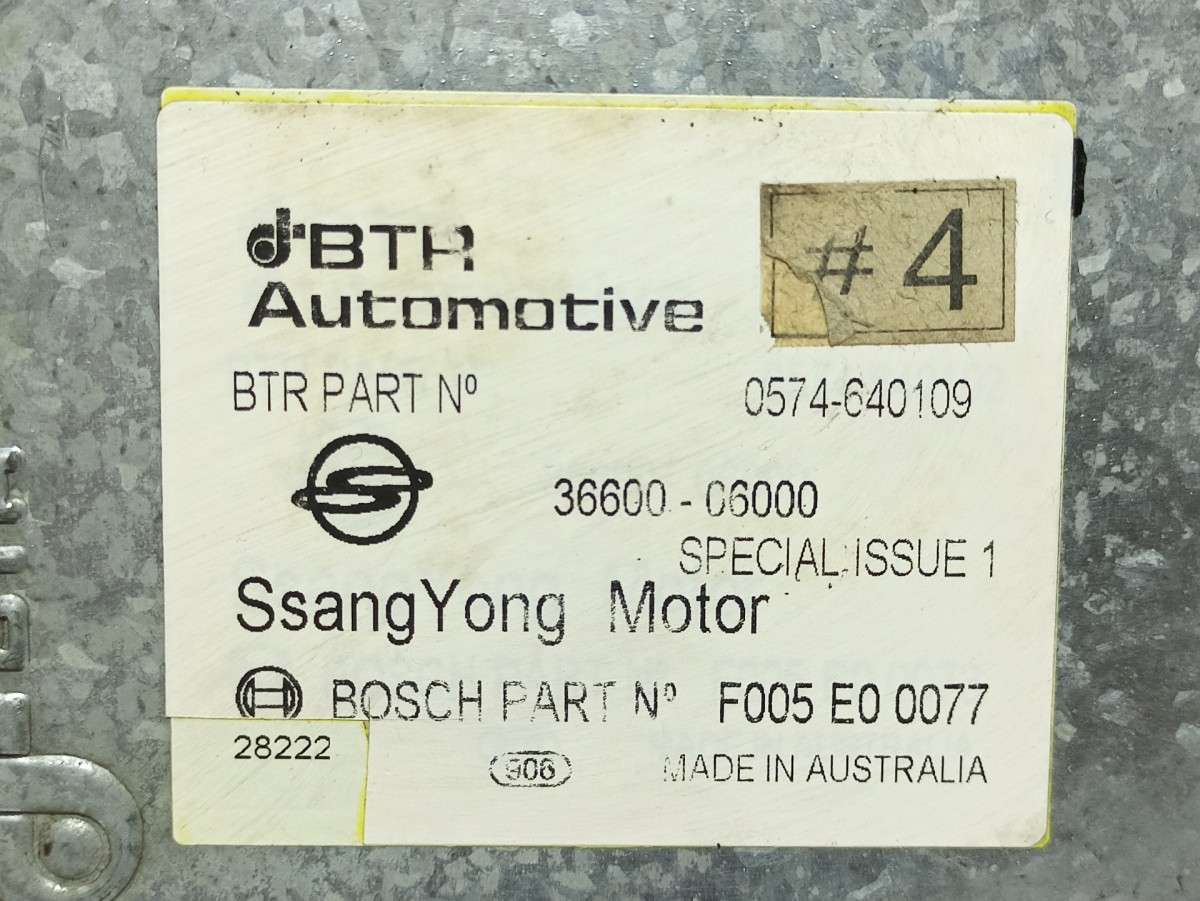 BTR
Automotive
# 4
BTR PART Nº 0574-640109
36600 - 06000
SPECIAL ISSUE 1
SsangYong Motor
BOSCH PART Nº F005 E0 0077
28222
906
MADE IN AUSTRALIA